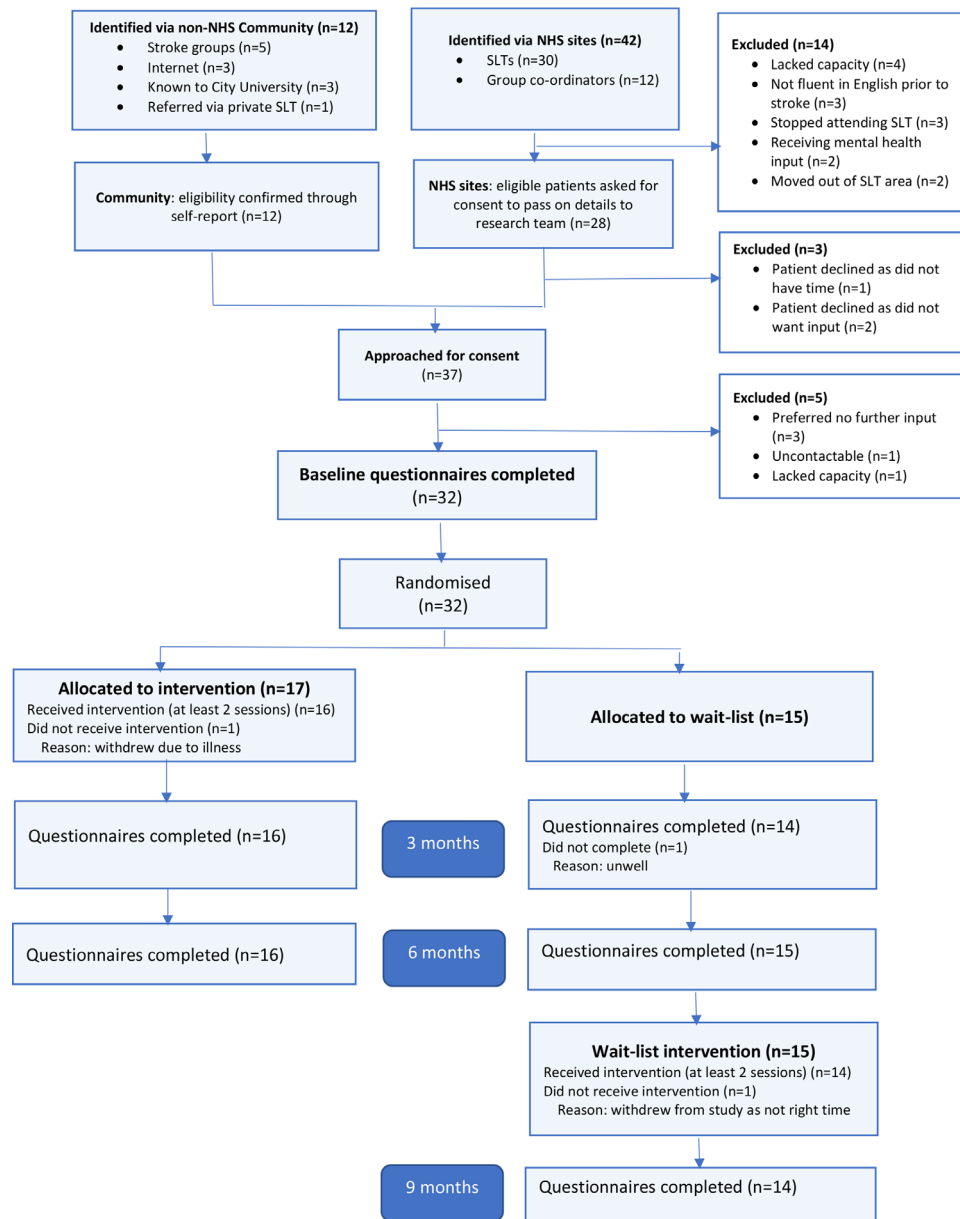 Identified via non-NHS Community (n=12)
• Stroke groups (n=5)
• Internet (n=3)
• Known to City University (n=3)
• Referred via private SLT (n=1)
Identified via NHS sites (n=42)
• SLTs (n=30)
• Group co-ordinators (n=12)
Excluded (n=14)
• Lacked capacity (n=4)
• Not fluent in English prior to
stroke (n=3)
• Stopped attending SLT (n=3)
• Receiving mental health
input (n=2)
• Moved out of SLT area (n=2)
Community: eligibility confirmed through
self-report (n=12)
NHS sites: eligible patients asked for
consent to pass on details to
research team (n=28)
Excluded (n=3)
• Patient declined as did not
have time (n=1)
• Patient declined as did not
want input (n=2)
Approached for consent
(n=37)
Excluded (n=5)
• Preferred no further input
(n=3)
• Uncontactable (n=1)
• Lacked capacity (n=1)
Baseline questionnaires completed
(n=32)
Randomised
(n=32)
Allocated to intervention (n=17)
Received intervention (at least 2 sessions) (n=16)
Did not receive intervention (n=1)
Reason: withdrew due to illness
Allocated to wait-list (n=15)
Questionnaires completed (n=16)
3 months
Questionnaires completed (n=14)
Did not complete (n=1)
Reason: unwell
Questionnaires completed (n=16)
6 months
Questionnaires completed (n=15)
Wait-list intervention (n=15)
Received intervention (at least 2 sessions) (n=14)
Did not receive intervention (n=1)
Reason: withdrew from study as not right time
9 months
Questionnaires completed (n=14)